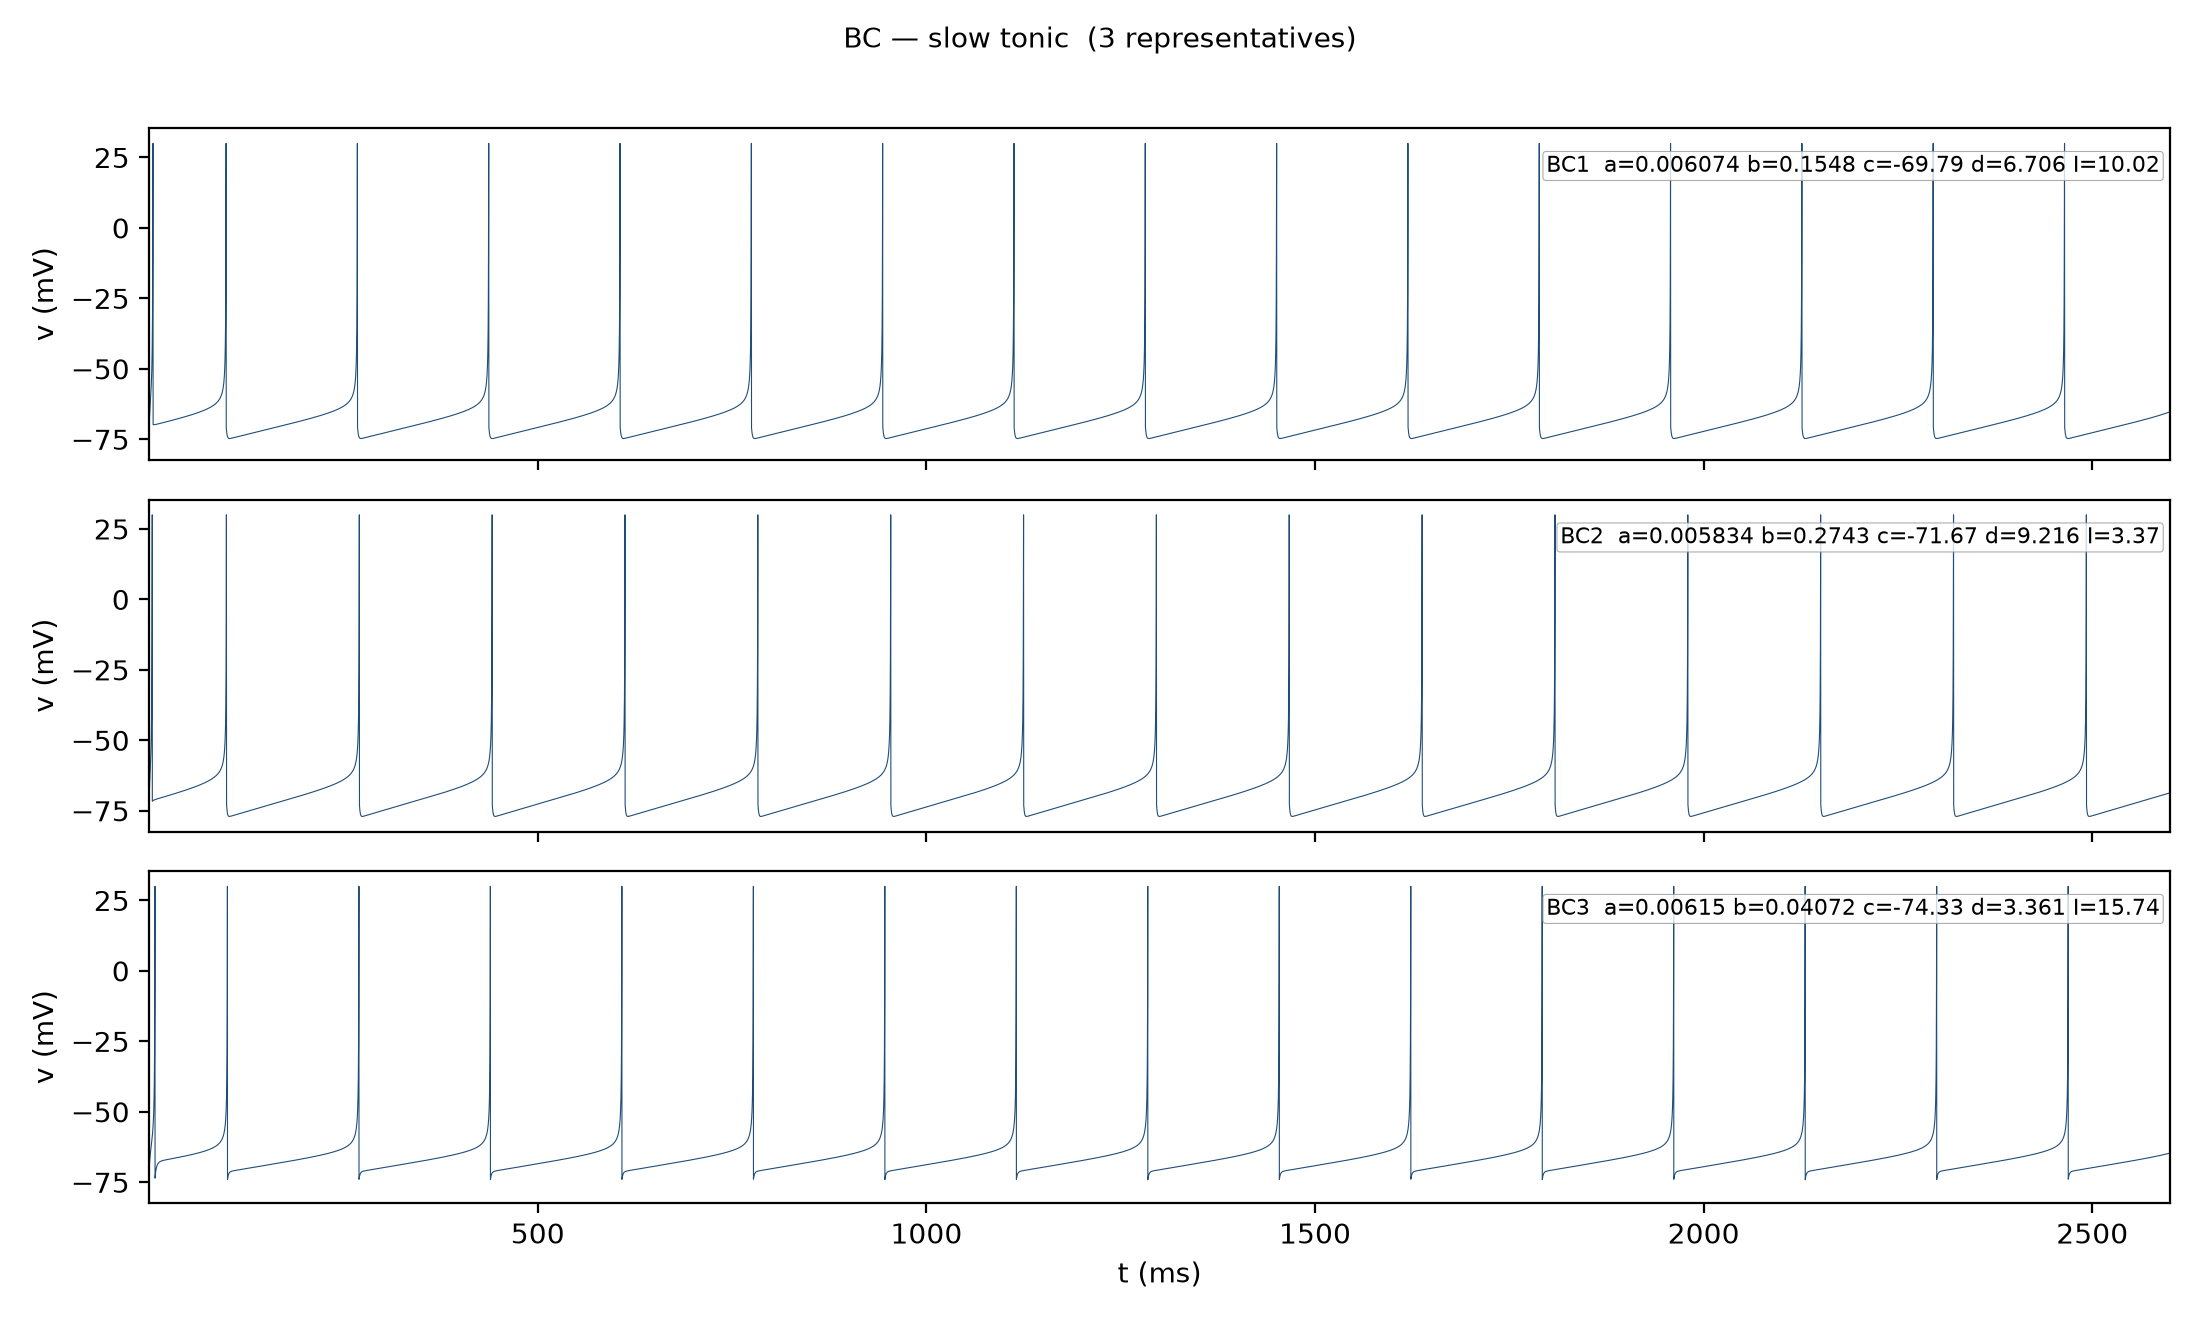 BC — slow tonic  (3 representatives)
25
0
−25
−50
−75
v (mV)
BC1  a=0.006074 b=0.1548 c=-69.79 d=6.706 I=10.02
25
0
−25
−50
−75
v (mV)
BC2  a=0.005834 b=0.2743 c=-71.67 d=9.216 I=3.37
25
0
−25
−50
−75
v (mV)
BC3  a=0.00615 b=0.04072 c=-74.33 d=3.361 I=15.74
500 1000 1500 2000 2500
t (ms)